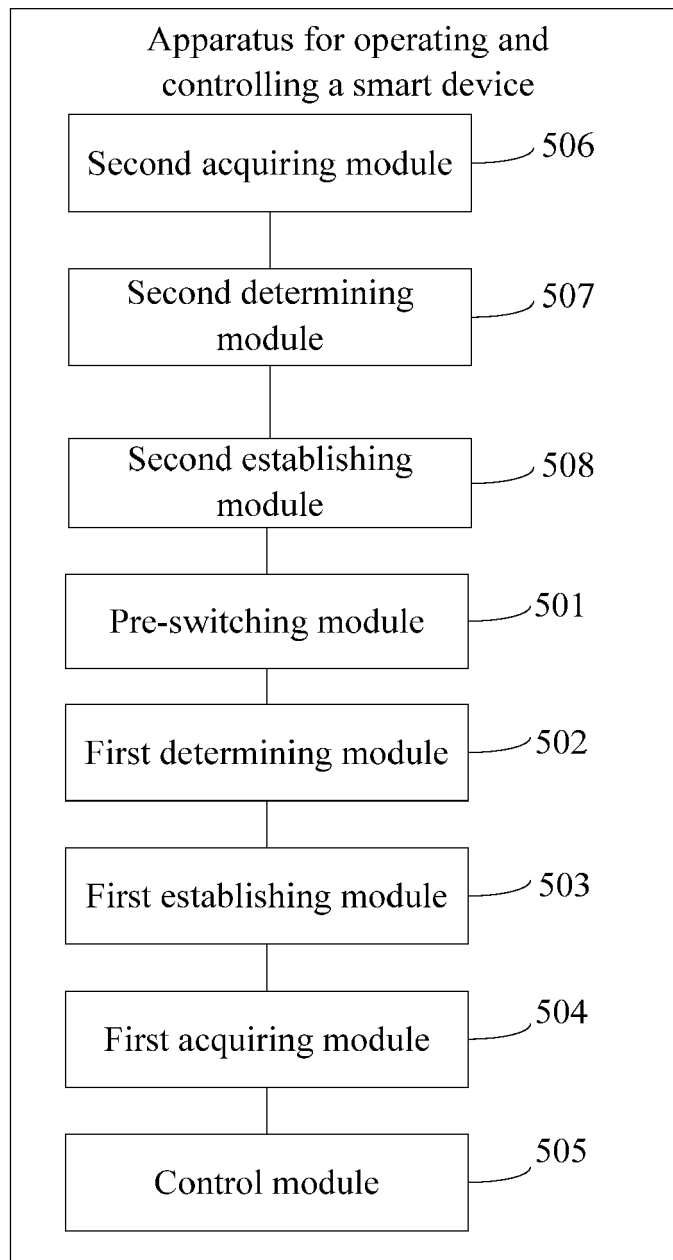 Apparatus for operating and
controlling a smart device
Second acquiring module
506
Second determining
module
507
Second establishing
module
508
Pre-switching module
501
First determining module
502
First establishing module
503
First acquiring module
504
Control module
505